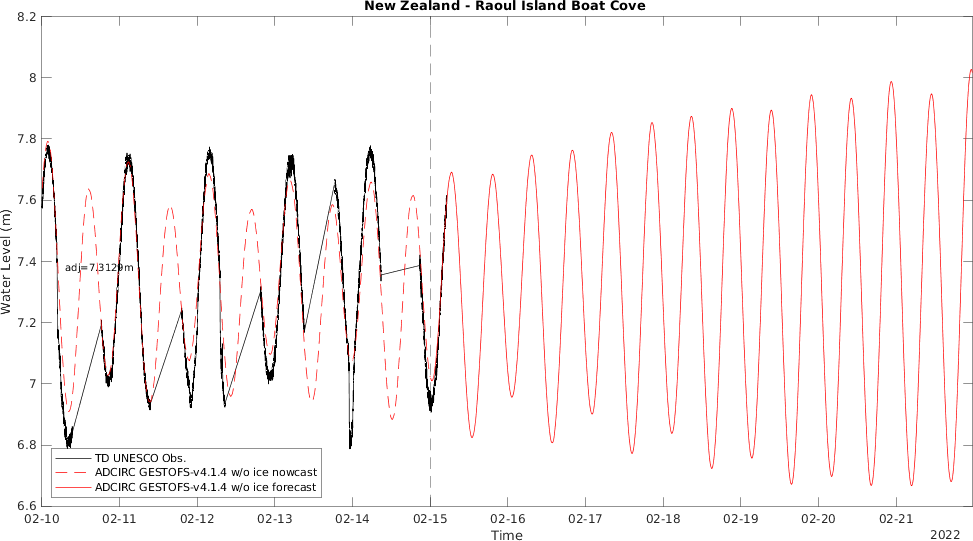 New Zealand - Raoul Island Boat Cove
8.2
8
7.8
7.6
7.4
7.2
7
6.8
6.6
Water Level (m)
adj=7.3129m
TD UNESCO Obs.
ADCIRC GESTOFS-v4.1.4 w/o ice nowcast
ADCIRC GESTOFS-v4.1.4 w/o ice forecast
02-10 02-11 02-12 02-13 02-14 02-15 02-16 02-17 02-18 02-19 02-20 02-21
Time
2022